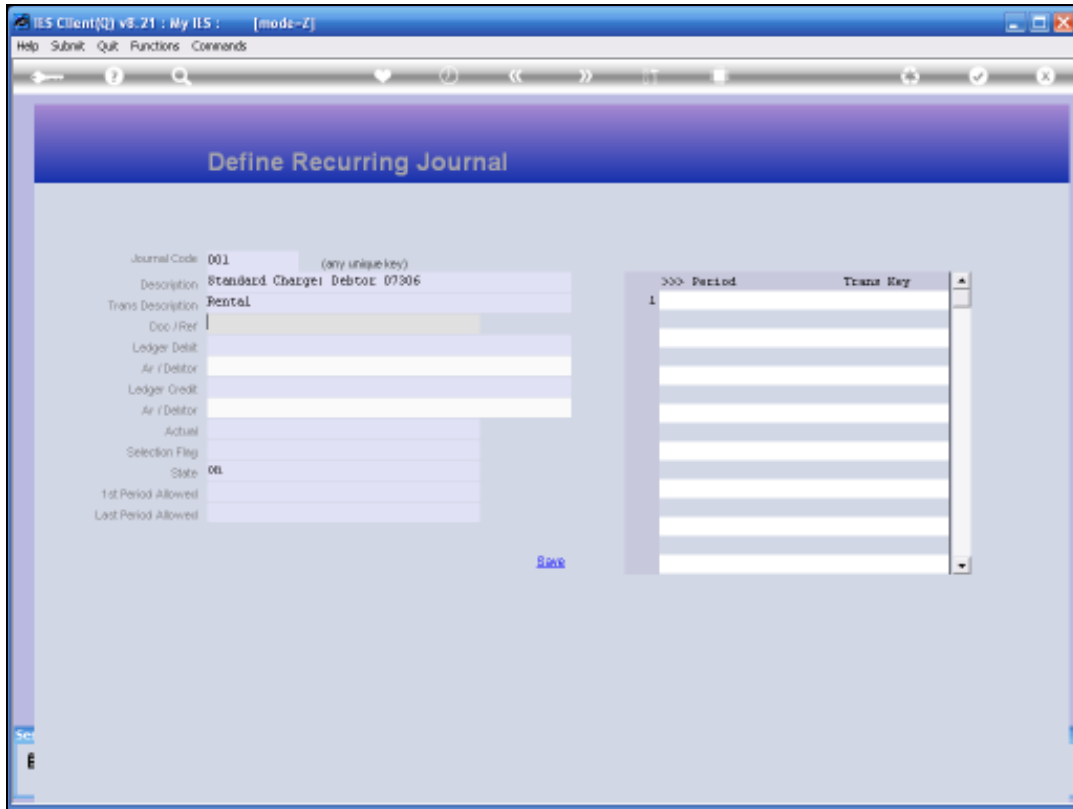 IES Client(Q) v8.21 : My IES : [mode-Z]
Help Submit Quit Functions Commands
Define Recurring Journal
Journal Code 001 (any unique key)
Description Standard Charge: Debtor 07306
Trans Description Rental
Doc / Ref
Ledger Debit
Ar / Debtor
Ledger Credit
Ar / Debtor
Actual
Selection Flag
State on
1st Period Allowed
Last Period Allowed
Save
>>> Period Trans Key
1